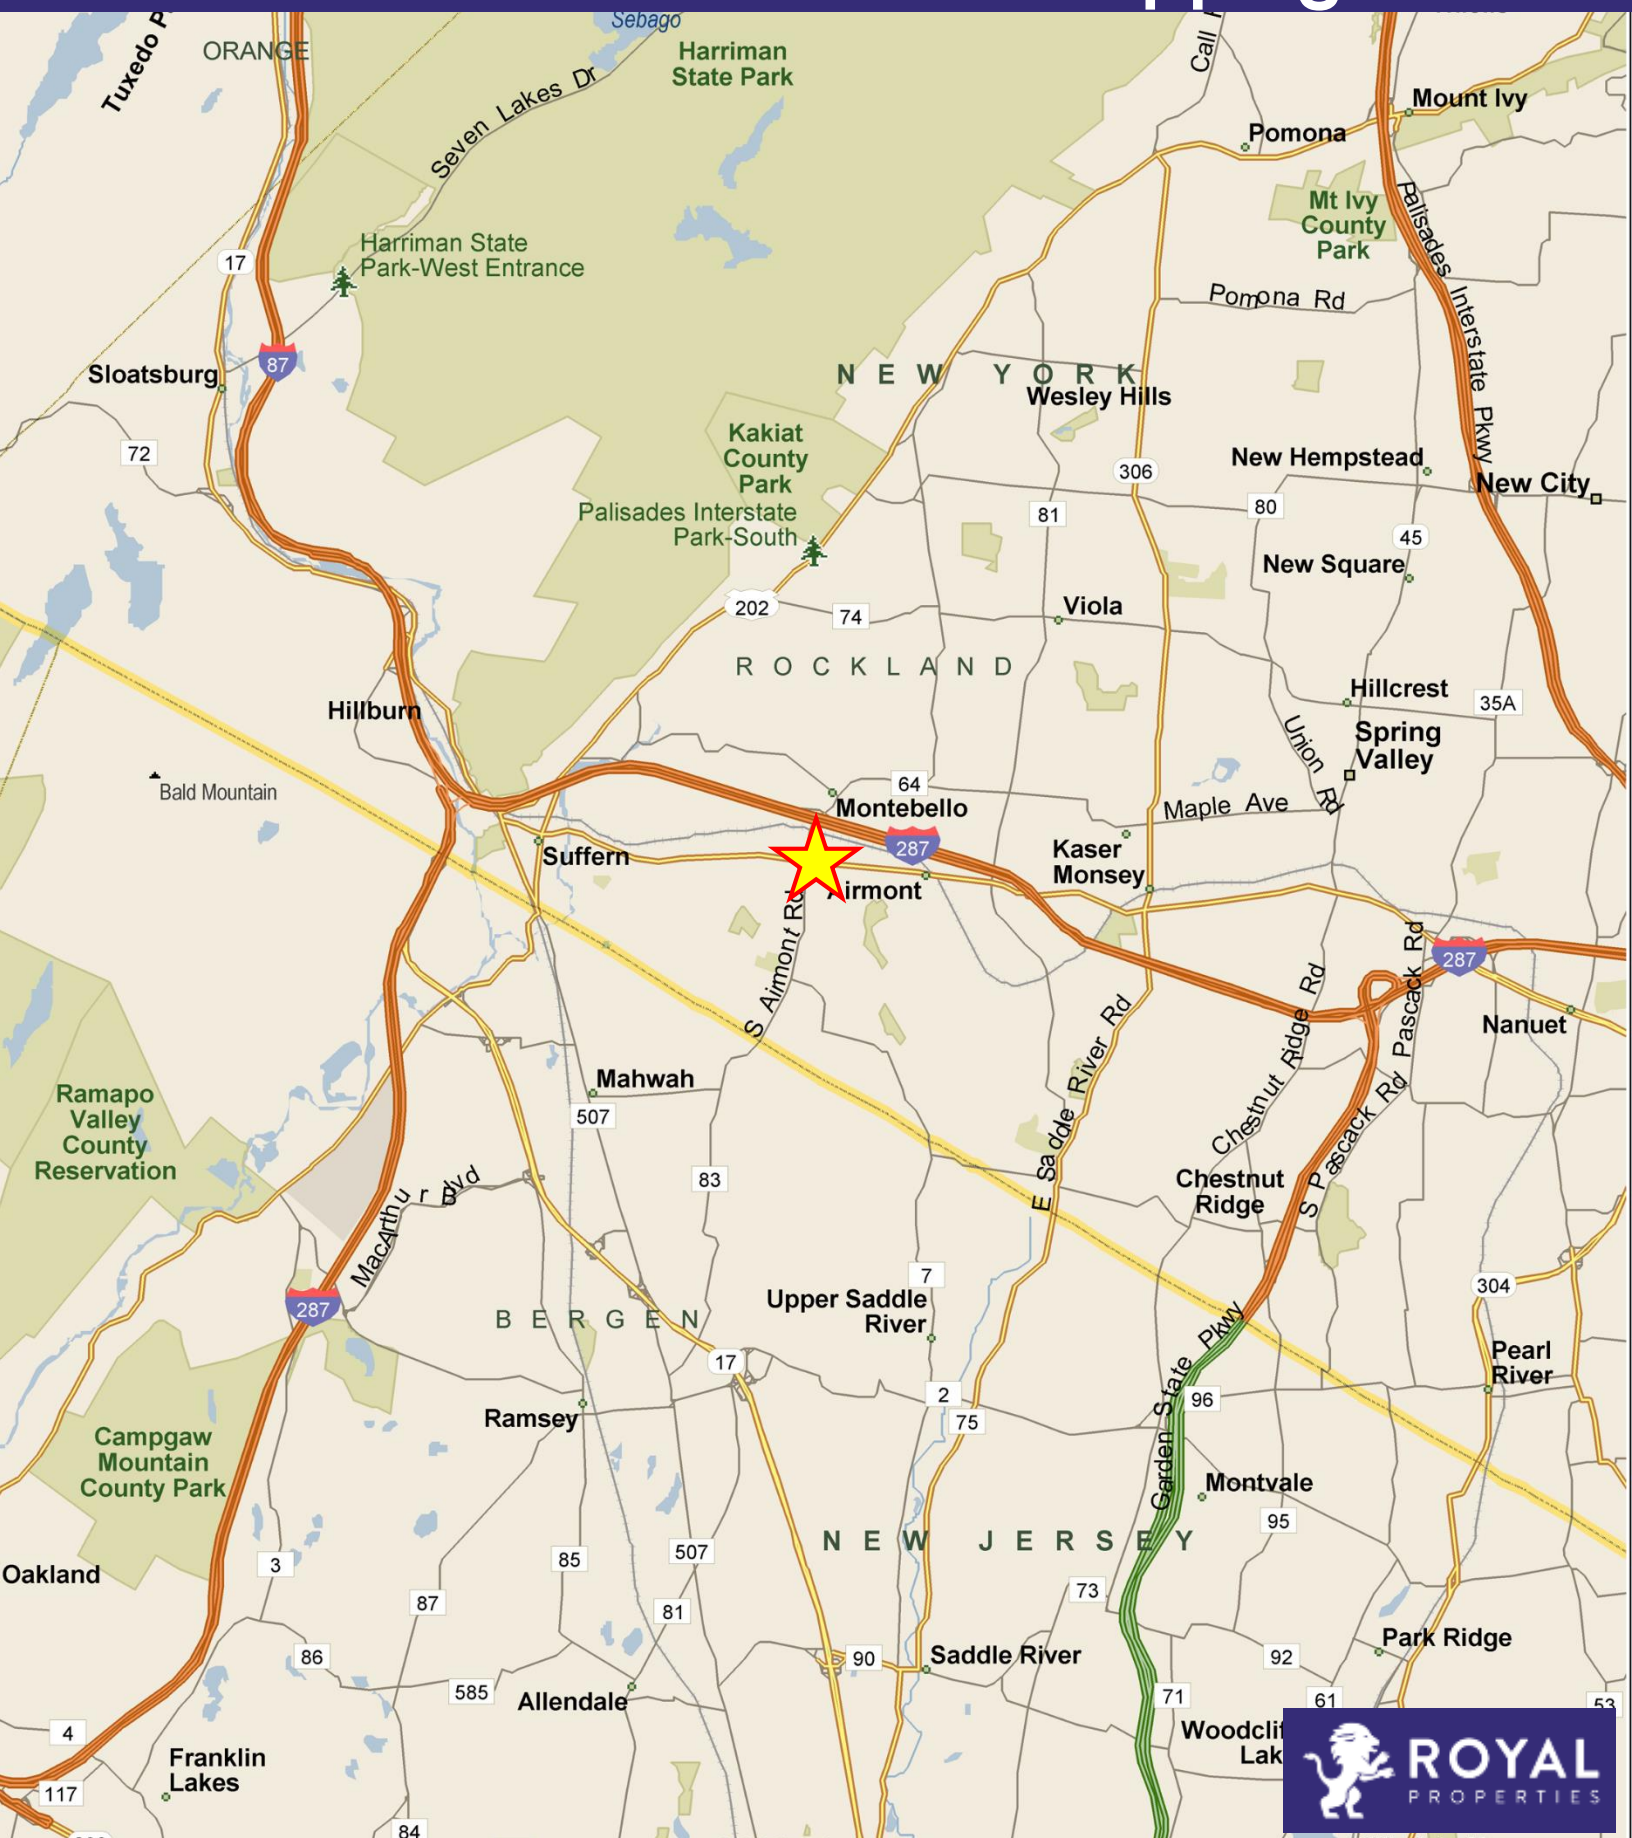 Sebago
ORANGE
Harriman
State Park
Seven Lakes Dr
Mount Ivy
Pomona
Mt Ivy
County
Park
Palisades Interstate Pkwy
17
Harriman State
Park-West Entrance
Pomona Rd
87
Sloatsburg
NEW YORK
Wesley Hills
Kakiat
County
Park
72
306
New Hempstead
New City
Palisades Interstate
Park-South
81
80
45
New Square
202
74
Viola
ROCKLAND
Hillburn
Hillcrest
35A
Union Rd
Spring
Valley
Bald Mountain
64
Montebello
Maple Ave
Suffern
287
Kaser
Monsey
Airmont
S Airmont Rd
287
Chestnut Ridge Rd
Pascack Rd
Nanuet
E Saddle River Rd
Mahwah
507
Ramapo
Valley
County
Reservation
S Pascack Rd
83
Chestnut
Ridge
MacArthur Blvd
7
304
287
BERGEN
Upper Saddle
River
Garden State Pkwy
17
Pearl
River
2
96
75
Ramsey
Campgaw
Mountain
County Park
Montvale
95
NEW JERSEY
Oakland
3
85
507
73
87
81
86
90
Saddle River
92
Park Ridge
585
Allendale
71
61
53
4
Franklin
Lakes
117
84
ROYAL
PROPERTIES